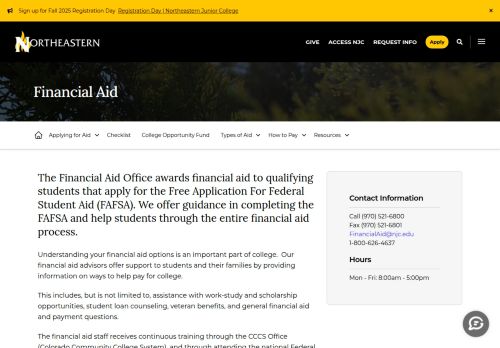 Sign up for Fall 2025 Registration Day Registration Day | Northeastern Junior College ×
NORTHEASTERN GIVE ACCESS NJC REQUEST INFO Apply
Financial Aid
Applying for Aid Checklist College Opportunity Fund Types of Aid How to Pay Resources
The Financial Aid Office awards financial aid to qualifying
students that apply for the Free Application For Federal
Student Aid (FAFSA). We offer guidance in completing the
FAFSA and help students through the entire financial aid
process.
Understanding your financial aid options is an important part of college. Our
financial aid advisors offer support to students and their families by providing
information on ways to help pay for college.
This includes, but is not limited to, assistance with work-study and scholarship
opportunities, student loan counseling, veteran benefits, and general financial aid
and payment questions.
The financial aid staff receives continuous training through the CCCS Office
(Colorado Community College System), and through attending the national Federal
Contact Information
Call (970) 521-6800
Fax (970) 521-6801
FinancialAid@njc.edu
1-800-626-4637
Hours
Mon - Fri: 8:00am - 5:00pm